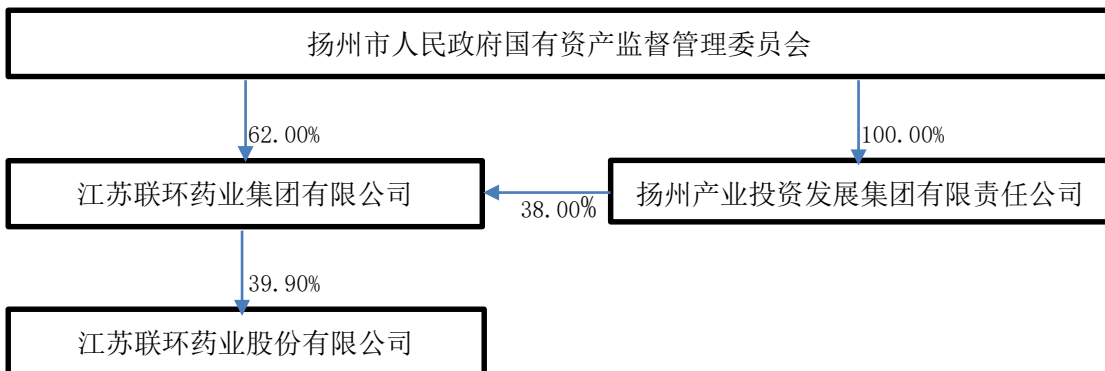 扬州市人民政府国有资产监督管理委员会
62.00%
100.00%
江苏联环药业集团有限公司
扬州产业投资发展集团有限责任公司
38.00%
39.90%
江苏联环药业股份有限公司